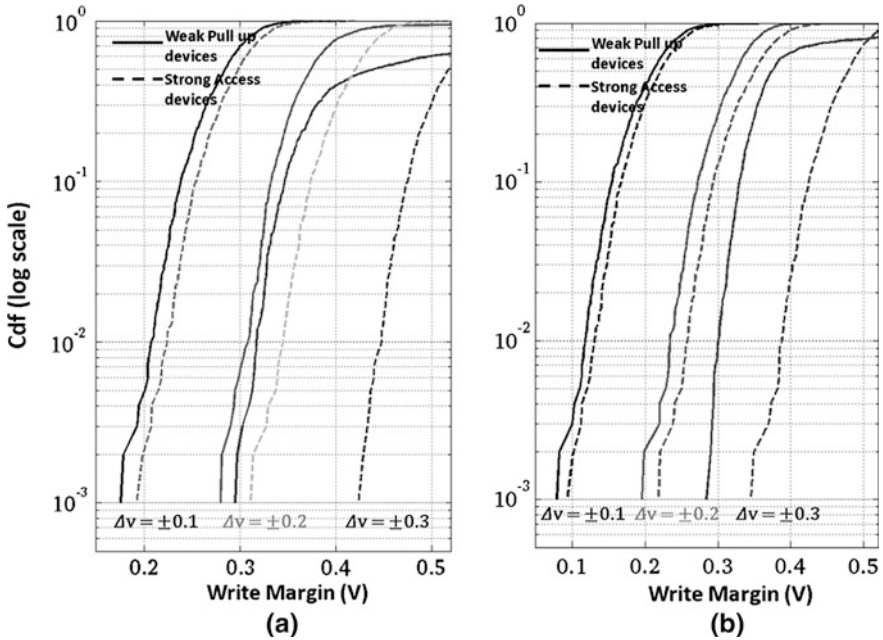 Cdf (log scale)
10^0
10^-1
10^-2
10^-3
Weak Pull up
devices
Strong Access
devices
Δv = ±0.1
Δv = ±0.2
Δv = ±0.3
0.2
0.3
0.4
0.5
Write Margin (V)
(a)
10^0
10^-1
10^-2
10^-3
Weak Pull up
devices
Strong Access
devices
Δv = ±0.1
Δv = ±0.2
Δv = ±0.3
0.1
0.2
0.3
0.4
0.5
Write Margin (V)
(b)